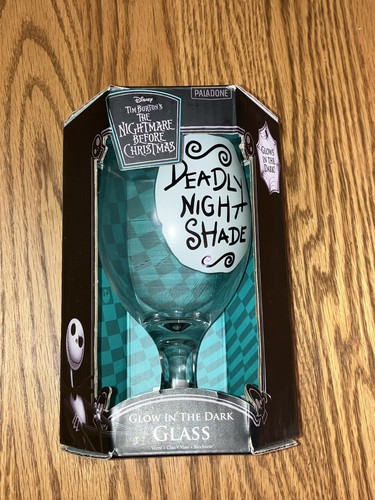 Disney
TIM BURTON'S
THE
NIGHTMARE
BEFORE
CHRISTMAS
PALADONE
GLOWS
IN THE
DARK!
DEADLY
NIGHT
SHADE
GLOW IN THE DARK
GLASS